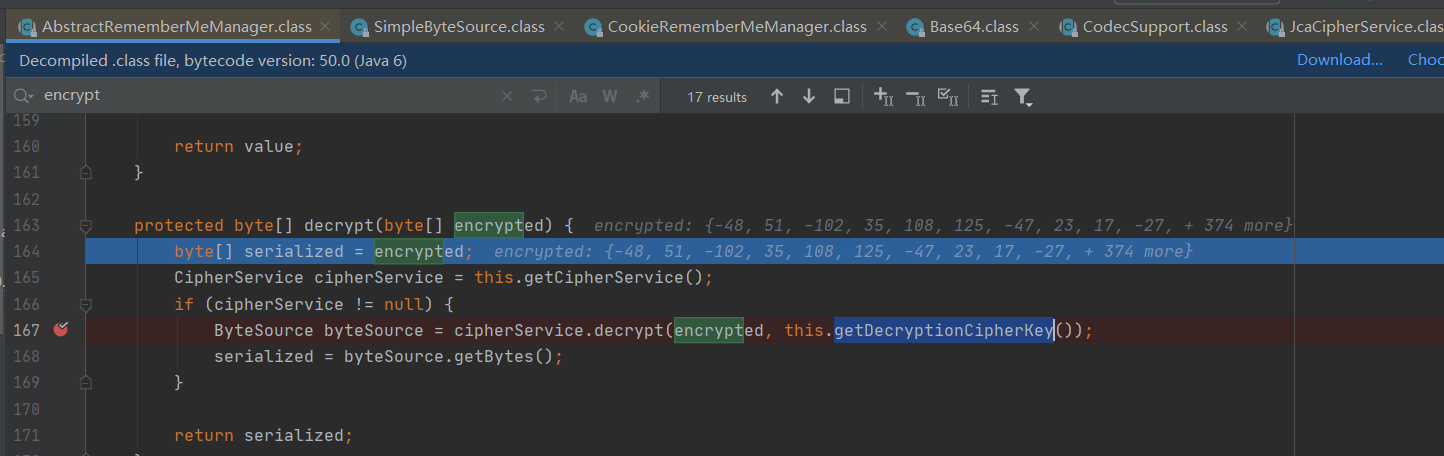 AbstractRememberMeManager.class SimpleByteSource.class CookieRememberMeManager.class Base64.class CodecSupport.class JcaCipherService.clas
Decompiled .class file, bytecode version: 50.0 (Java 6) Download... Choo
encrypt Aa W .* 17 results
159
160 return value;
161 }
162
163 protected byte[] decrypt(byte[] encrypted) { encrypted: {-48, 51, -102, 35, 108, 125, -47, 23, 17, -27, + 374 more}
164 byte[] serialized = encrypted; encrypted: {-48, 51, -102, 35, 108, 125, -47, 23, 17, -27, + 374 more}
165 CipherService cipherService = this.getCipherService();
166 if (cipherService != null) {
167 ByteSource byteSource = cipherService.decrypt(encrypted, this.getDecryptionCipherKey());
168 serialized = byteSource.getBytes();
169 }
170
171 return serialized;